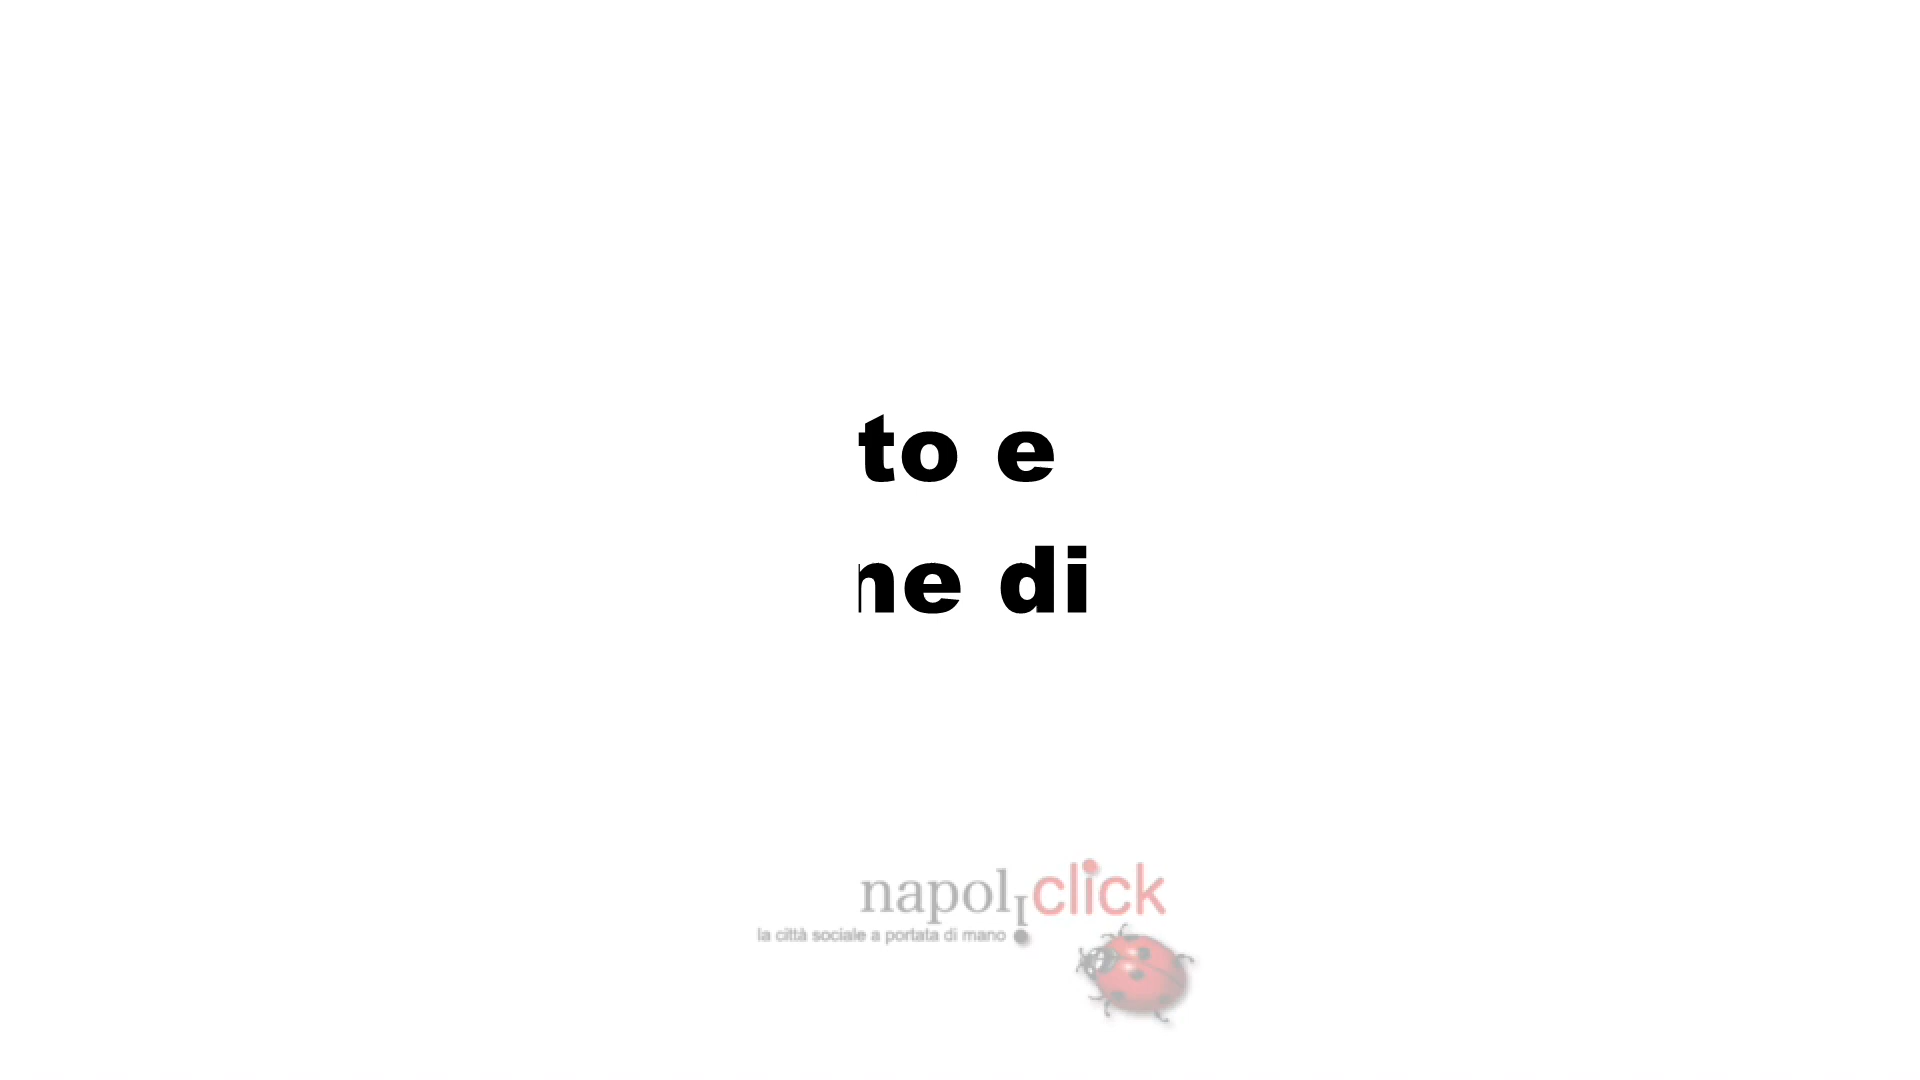 to e
ne di
napoliclick
la città sociale a portata di mano